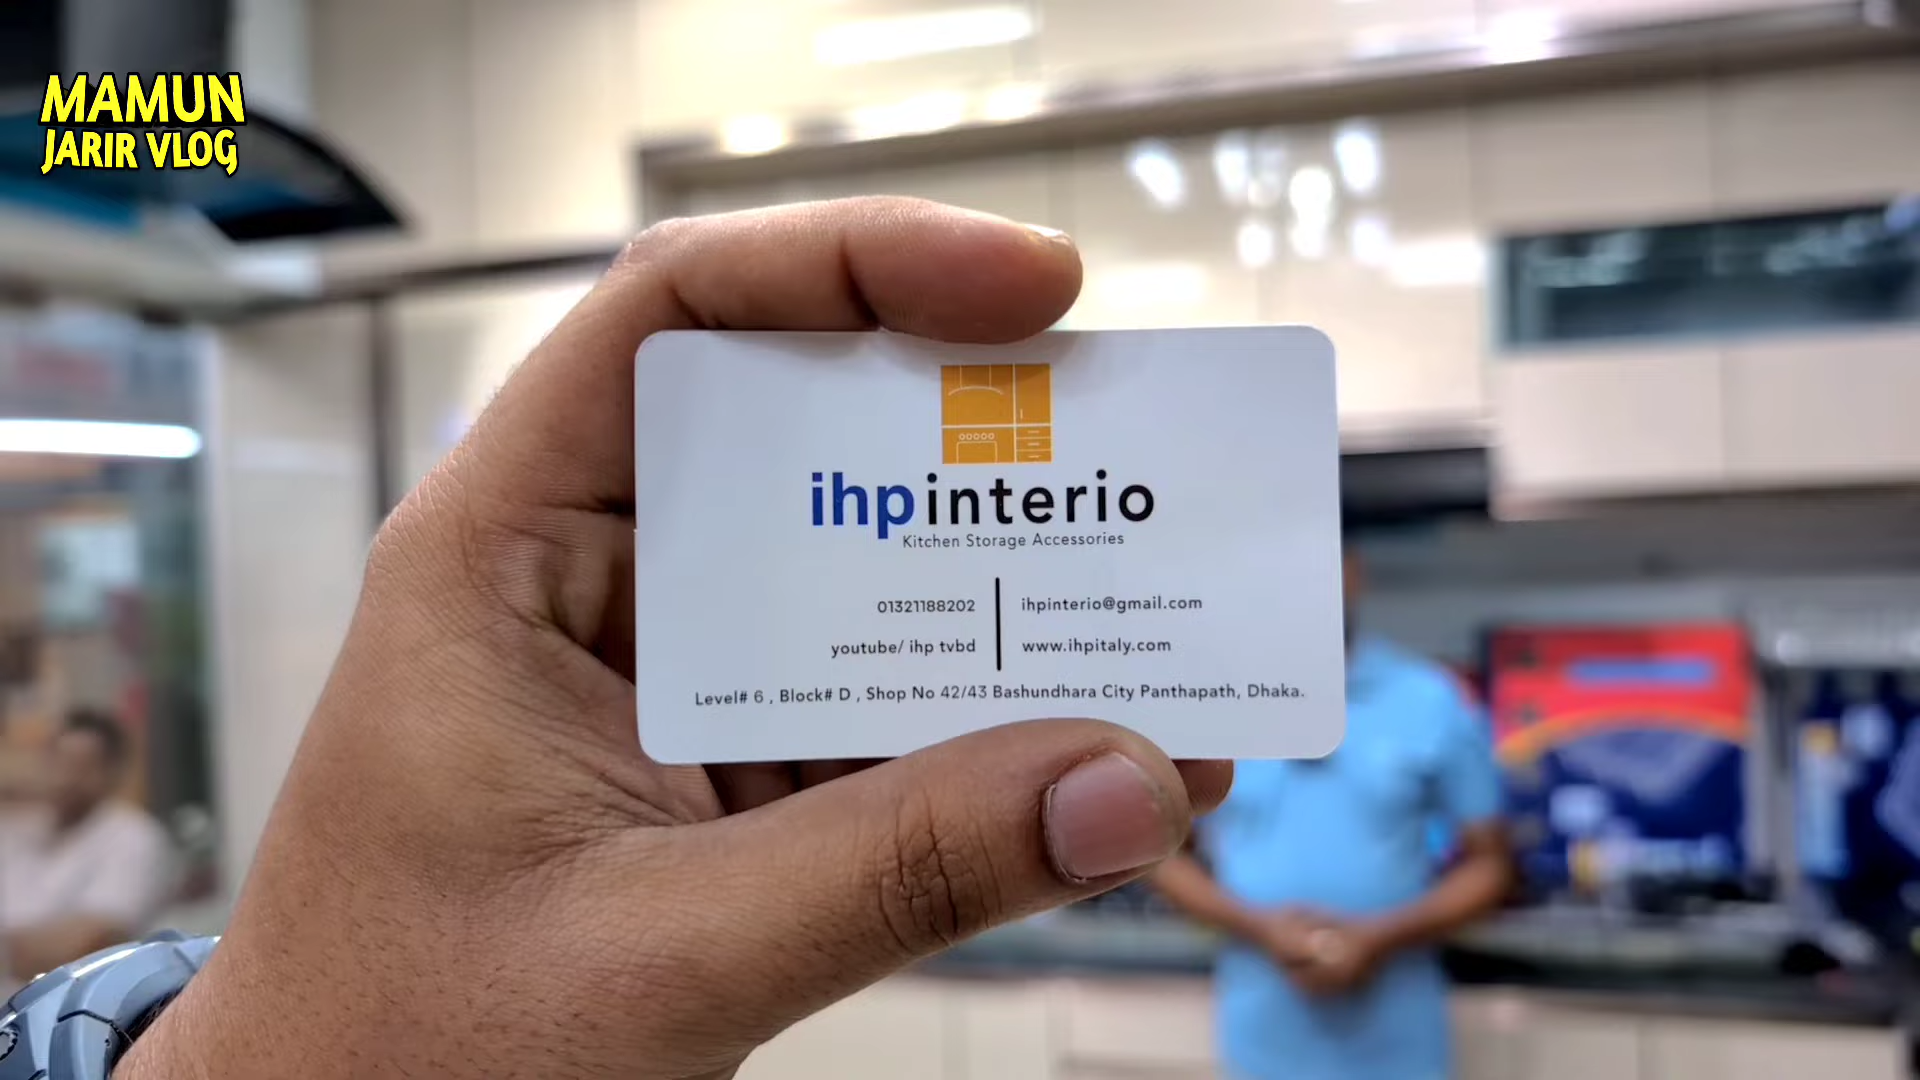 MAMUN
JARIR VLOG
ihpinterio
Kitchen Storage Accessories
01321188202
youtube/ ihp tvbd
ihpinterio@gmail.com
www.ihpitaly.com
Level# 6 , Block# D , Shop No 42/43 Bashundhara City Panthapath, Dhaka.